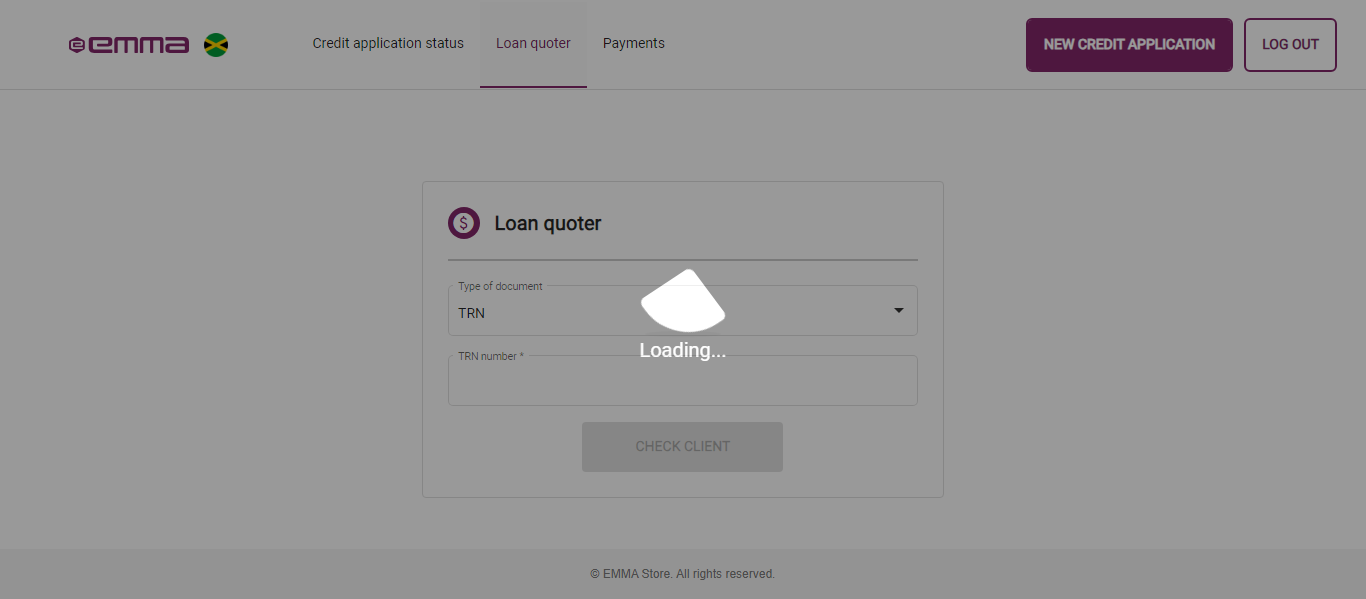 emma
Credit application status
Loan quoter
Payments
NEW CREDIT APPLICATION
LOG OUT
$ Loan quoter
Type of document
TRN
Loading...
TRN number *
CHECK CLIENT
© EMMA Store. All rights reserved.